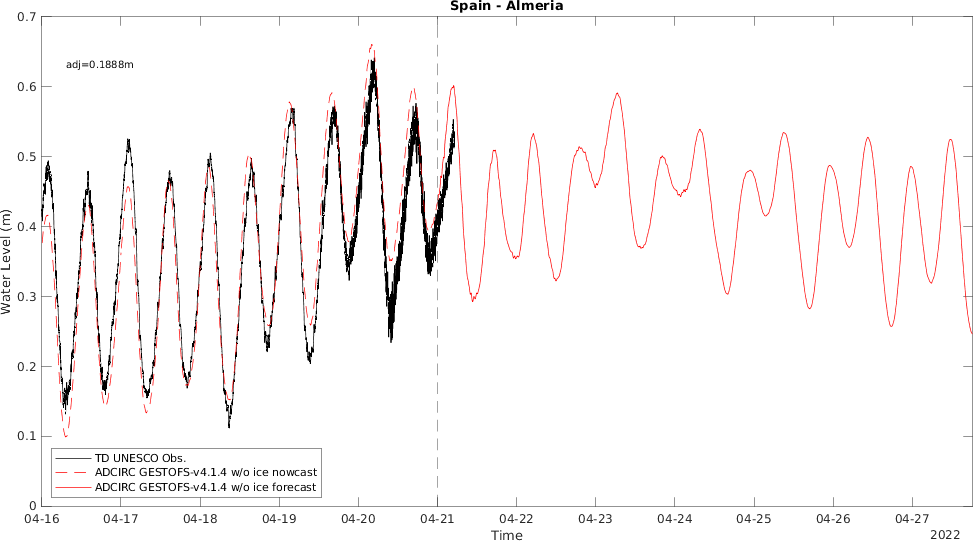 Spain - Almeria
0.7
adj=0.1888m
0.6
0.5
0.4
Water Level (m)
0.3
0.2
0.1
TD UNESCO Obs.
ADCIRC GESTOFS-v4.1.4 w/o ice nowcast
ADCIRC GESTOFS-v4.1.4 w/o ice forecast
0
04-16 04-17 04-18 04-19 04-20 04-21 04-22 04-23 04-24 04-25 04-26 04-27
Time 2022